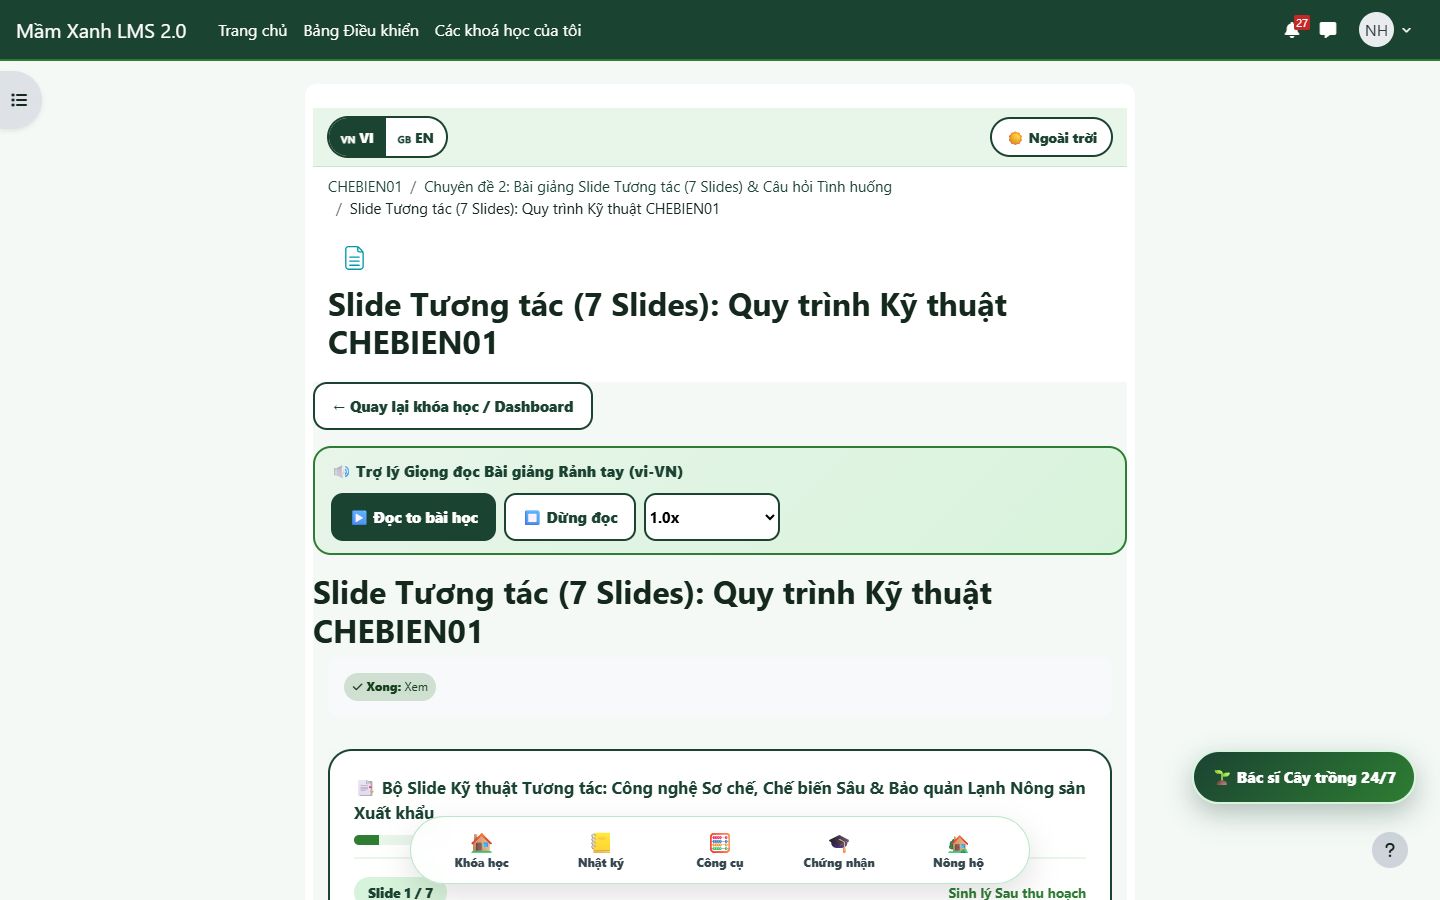 Mầm Xanh LMS 2.0
Trang chủ
Bảng Điều khiển
Các khoá học của tôi
27
NH
VN VI
GB EN
Ngoài trời
CHEBIEN01 / Chuyên đề 2: Bài giảng Slide Tương tác (7 Slides) & Câu hỏi Tình huống
/ Slide Tương tác (7 Slides): Quy trình Kỹ thuật CHEBIEN01
Slide Tương tác (7 Slides): Quy trình Kỹ thuật
CHEBIEN01
← Quay lại khóa học / Dashboard
Trợ lý Giọng đọc Bài giảng Rảnh tay (vi-VN)
Đọc to bài học
Dừng đọc
1.0x
Slide Tương tác (7 Slides): Quy trình Kỹ thuật
CHEBIEN01
Xong: Xem
Bộ Slide Kỹ thuật Tương tác: Công nghệ Sơ chế, Chế biến Sâu & Bảo quản Lạnh Nông sản
Xuất khẩu
Bác sĩ Cây trồng 24/7
Khóa học
Nhật ký
Công cụ
Chứng nhận
Nông hộ
?
Slide 1 / 7
Sinh lý Sau thu hoạch